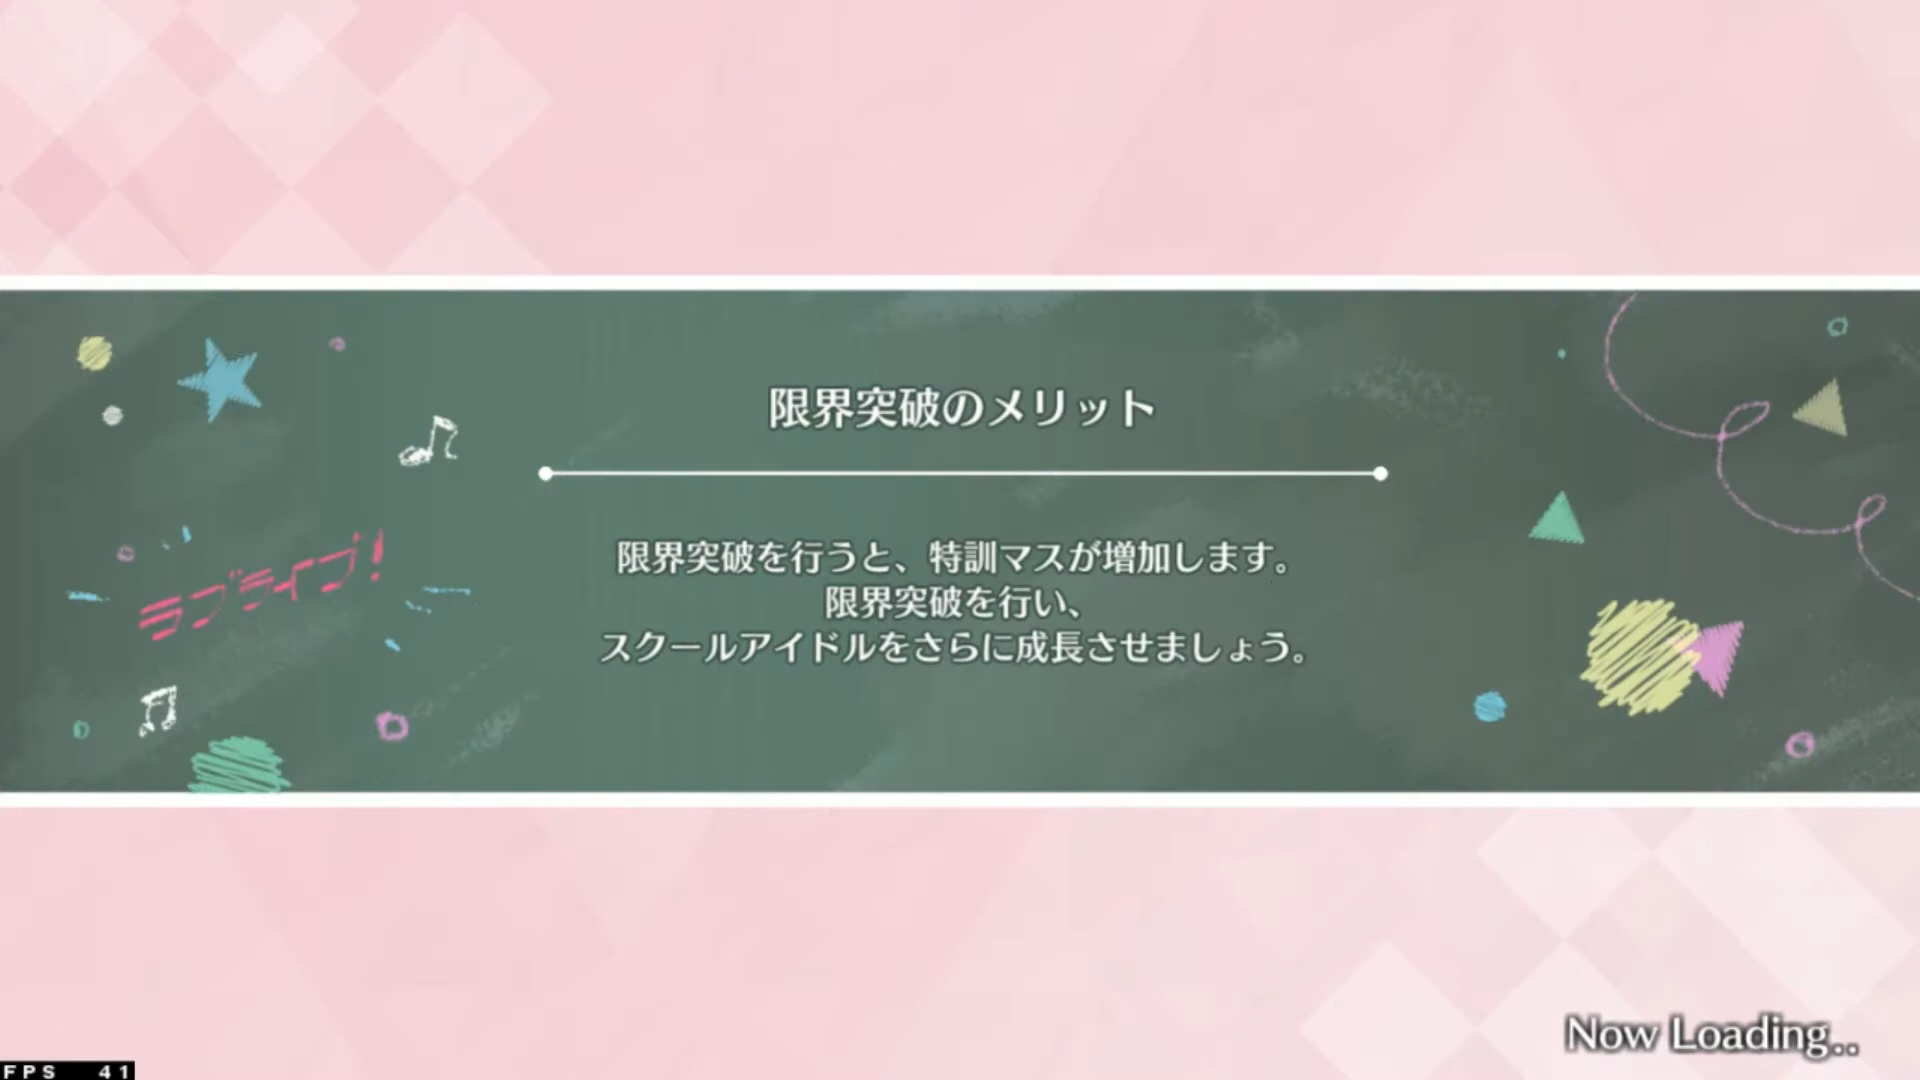 限界突破のメリット
限界突破を行うと、特訓マスが増加します。
限界突破を行い、
スクールアイドルをさらに成長させましょう。
ラブライブ!
Now Loading..
FPS 41